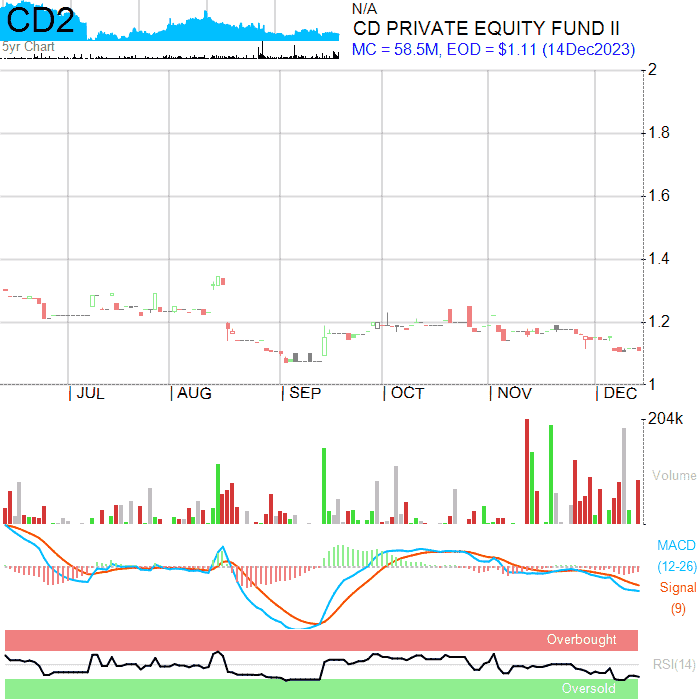 CD2
5yr Chart
N/A
CD PRIVATE EQUITY FUND II
MC = 58.5M, EOD = $1.11 (14Dec2023)
2
1.8
1.6
1.4
1.2
1
JUL AUG SEP OCT NOV DEC
204k
Volume
MACD
(12-26)
Signal
(9)
Overbought
RSI(14)
Oversold